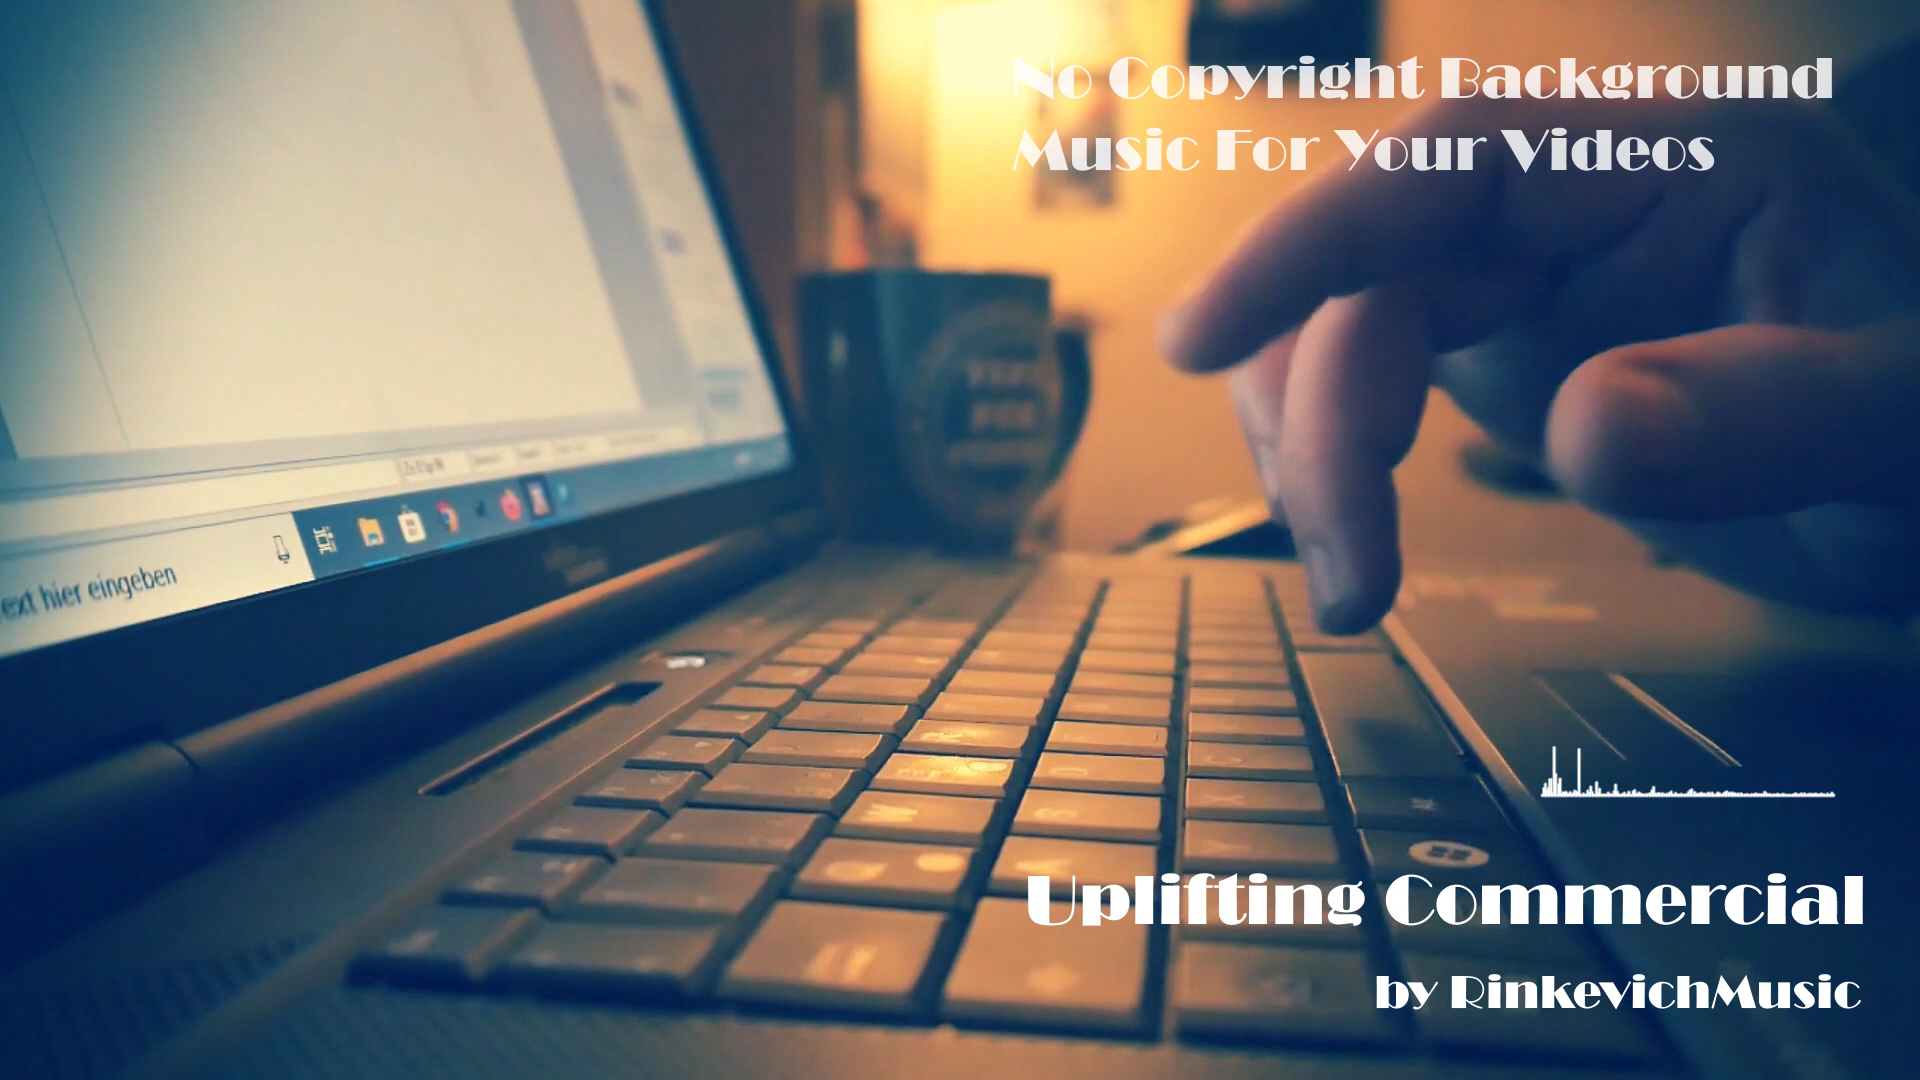 No Copyright Background
Music For Your Videos
ext hier eingeben
Uplifting Commercial
by RinkevichMusic